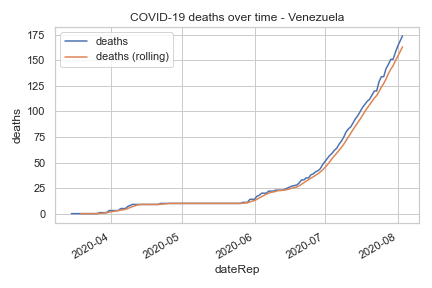 COVID-19 deaths over time - Venezuela
deaths
deaths (rolling)
deaths
175
150
125
100
75
50
25
0
2020-04
2020-05
2020-06
2020-07
2020-08
dateRep